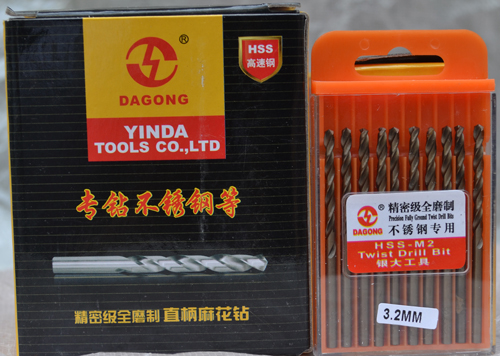 ®
DAGONG
HSS
高速钢
YINDA
TOOLS CO.,LTD
专钻不锈钢等
精密级全磨制 直柄麻花钻
®
DAGONG
精密级全磨制
Precision Fully Ground Twist Drill Bits
不锈钢专用
HSS-M2
Twist Drill Bit
银大工具
3.2MM